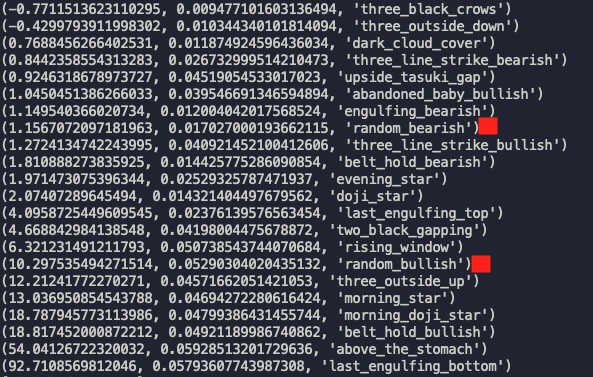 (-0.7711513623110295, 0.009477101603136494, 'three_black_crows')
(-0.4299793911998302, 0.010344340101814094, 'three_outside_down')
(0.7688456266402531, 0.011874924596436034, 'dark_cloud_cover')
(0.8442358554313283, 0.026732999514210473, 'three_line_strike_bearish')
(0.9246318678973727, 0.04519054533017023, 'upside_tasuki_gap')
(1.0450451386266033, 0.039546691346594894, 'abandoned_baby_bullish')
(1.149540366020734, 0.012004042017568524, 'engulfing_bearish')
(1.1567072097181963, 0.017027000193662115, 'random_bearish')
(1.2724134742243995, 0.040921452100412606, 'three_line_strike_bullish')
(1.810888273835925, 0.014425775286090854, 'belt_hold_bearish')
(1.971473075396344, 0.02529325787471937, 'evening_star')
(2.07407289645494, 0.014321404497679562, 'doji_star')
(4.0958725449609545, 0.02376139576563454, 'last_engulfing_top')
(4.668842984138548, 0.04198004475678872, 'two_black_gapping')
(6.321231491211793, 0.050738543744070684, 'rising_window')
(10.297535494271514, 0.05290304020435132, 'random_bullish')
(12.21241772270271, 0.04571662051421053, 'three_outside_up')
(13.036950854543788, 0.04694272280616424, 'morning_star')
(18.787945773113986, 0.04799386431455744, 'morning_doji_star')
(18.817452000872212, 0.04921189986740862, 'belt_hold_bullish')
(54.04126722320032, 0.05928513201729636, 'above_the_stomach')
(92.7108569812046, 0.05793607743987308, 'last_engulfing_bottom')